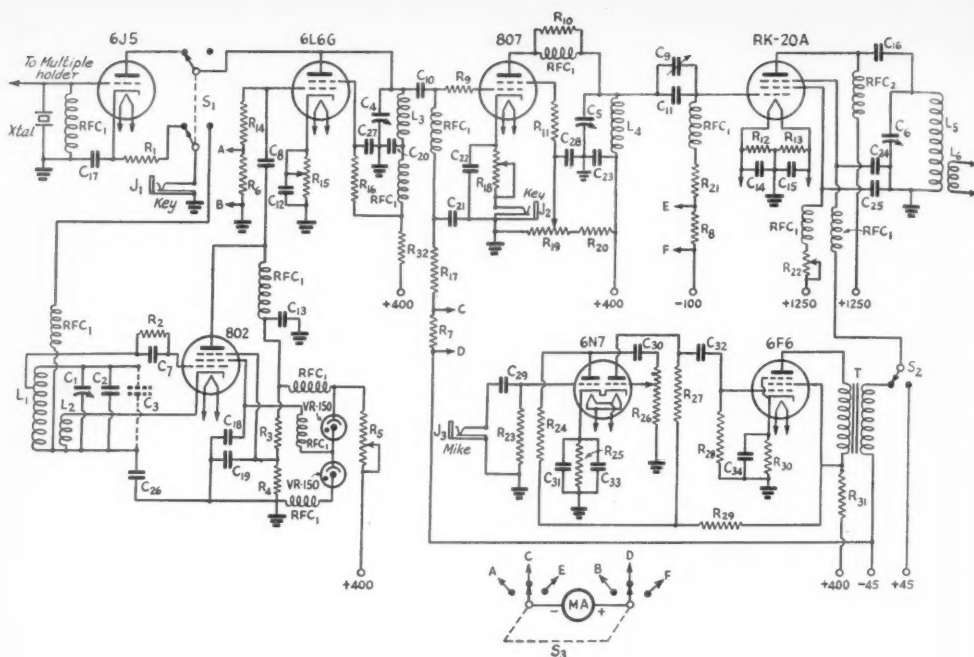 6J5
6L6G
807
R10
RFC1
RK-20A
C16
To Multiple
holder
Xtal
RFC1
C17
R1
S1
J1
Key
R14
A
R6
B
C8
C12
R15
R16
C4
C27
L3
C20
RFC1
C10
R9
RFC1
C22
R18
C21
R11
C28
C5
C23
L4
Key
J2
R19
R20
R32
+400
R17
C
R7
D
+400
C9
C11
RFC1
R21
E
R8
F
-100
R12
R13
C14
C15
RFC2
C6
C24
C25
L5
L6
RFC1
R22
RFC1
+1250
+1250
RFC1
RFC1
C13
802
R2
C7
L1
C1
C2
C3
L2
C26
C18
C19
R3
R4
RFC1
RFC1
RFC1
VR-150
VR-150
R5
+400
6N7
C29
J3
Mike
R23
R24
C31
R25
C33
C30
R26
R27
C32
6F6
R28
C34
R30
R29
T
S2
R31
+400
-45
+45
A
C
E
B
D
F
-
MA
+
S3